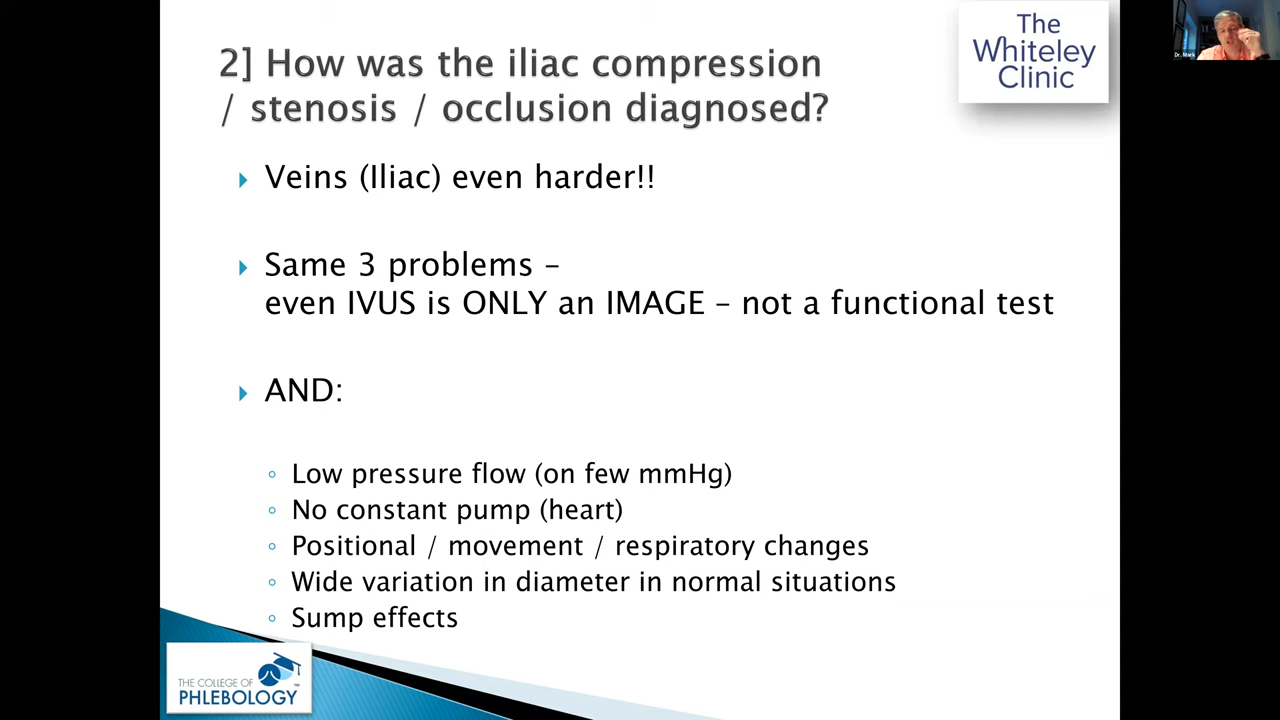 2] How was the iliac compression
/ stenosis / occlusion diagnosed?
The
Whiteley
Clinic
Dr. Mark
Veins (Iliac) even harder!!
Same 3 problems –
even IVUS is ONLY an IMAGE – not a functional test
AND:
Low pressure flow (on few mmHg)
No constant pump (heart)
Positional / movement / respiratory changes
Wide variation in diameter in normal situations
Sump effects
THE COLLEGE OF
PHLEBOLOGY